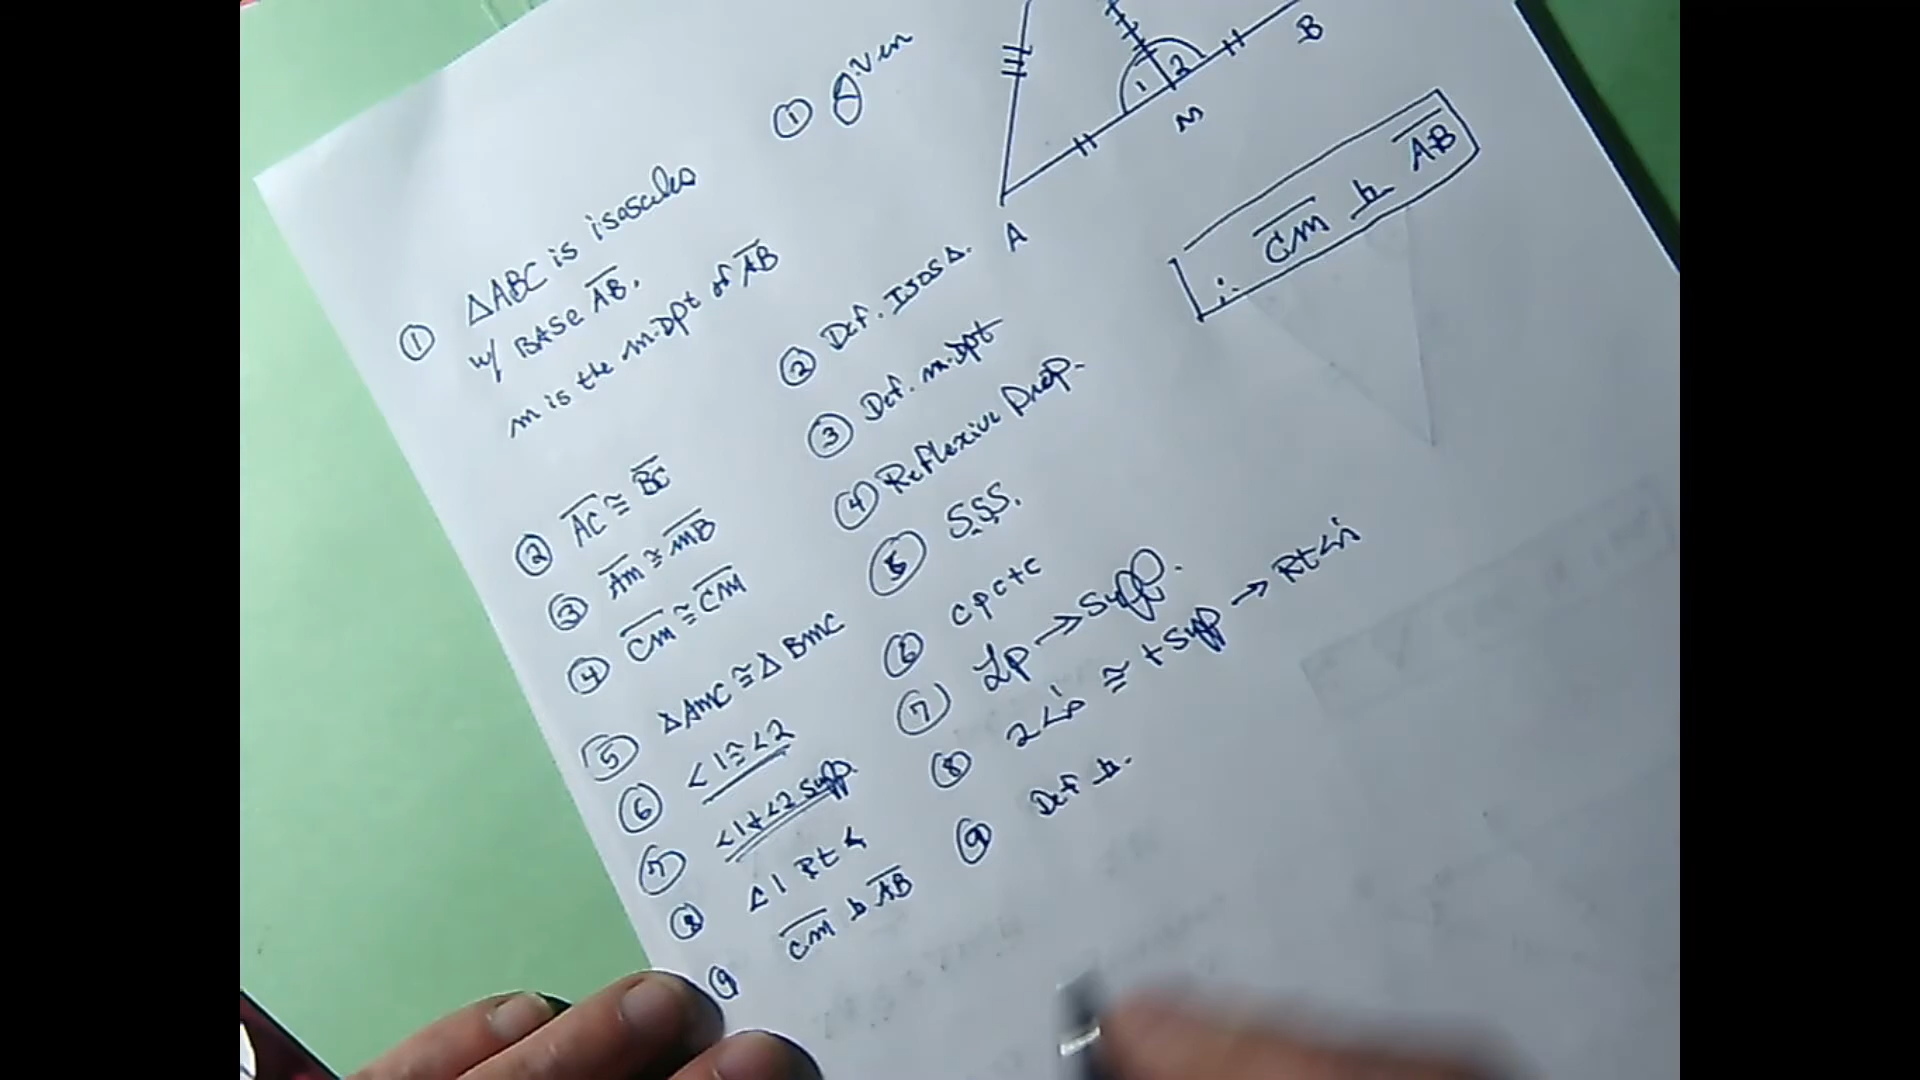 ① △ABC is isosceles
w/ BASE AB.
m is the m.Dpt of AB
① given
② AC ≅ BC
② Def. Isos △.
③ Am ≅ mB
③ Def. m.Dpt
④ Cm ≅ CM
④ Reflexive Prop.
⑤ △AmC ≅ △BmC
⑤ S.S.S.
⑥ <1 ≅ <2
⑥ cpctc
⑦ <1 + <2 Supp.
⑦ Lp → Supp.
⑧ <1 Rt <
⑧ 2 <'s ≅ + Supp → Rt <'s
⑨ Cm ⊥ AB
⑨ Def ⊥.
1 2
A
M
B
∴ CM ⊥ AB